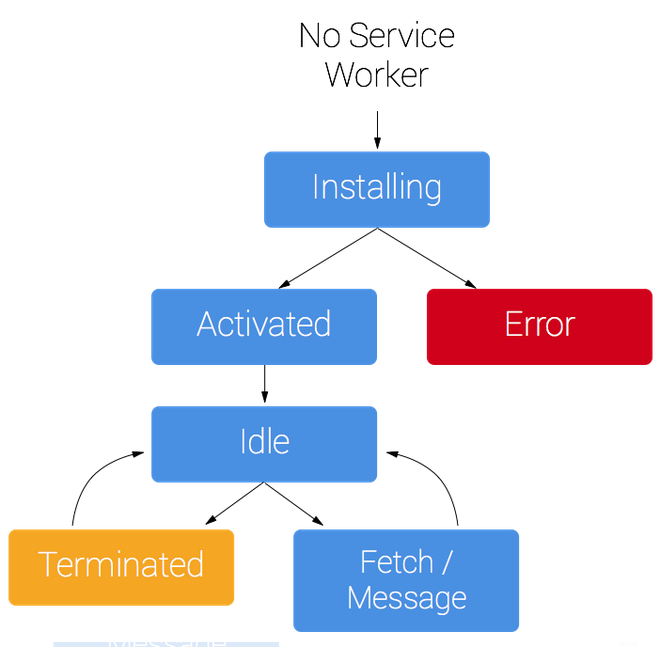 No Service
Worker
Installing
Activated
Error
Idle
Terminated
Fetch /
Message